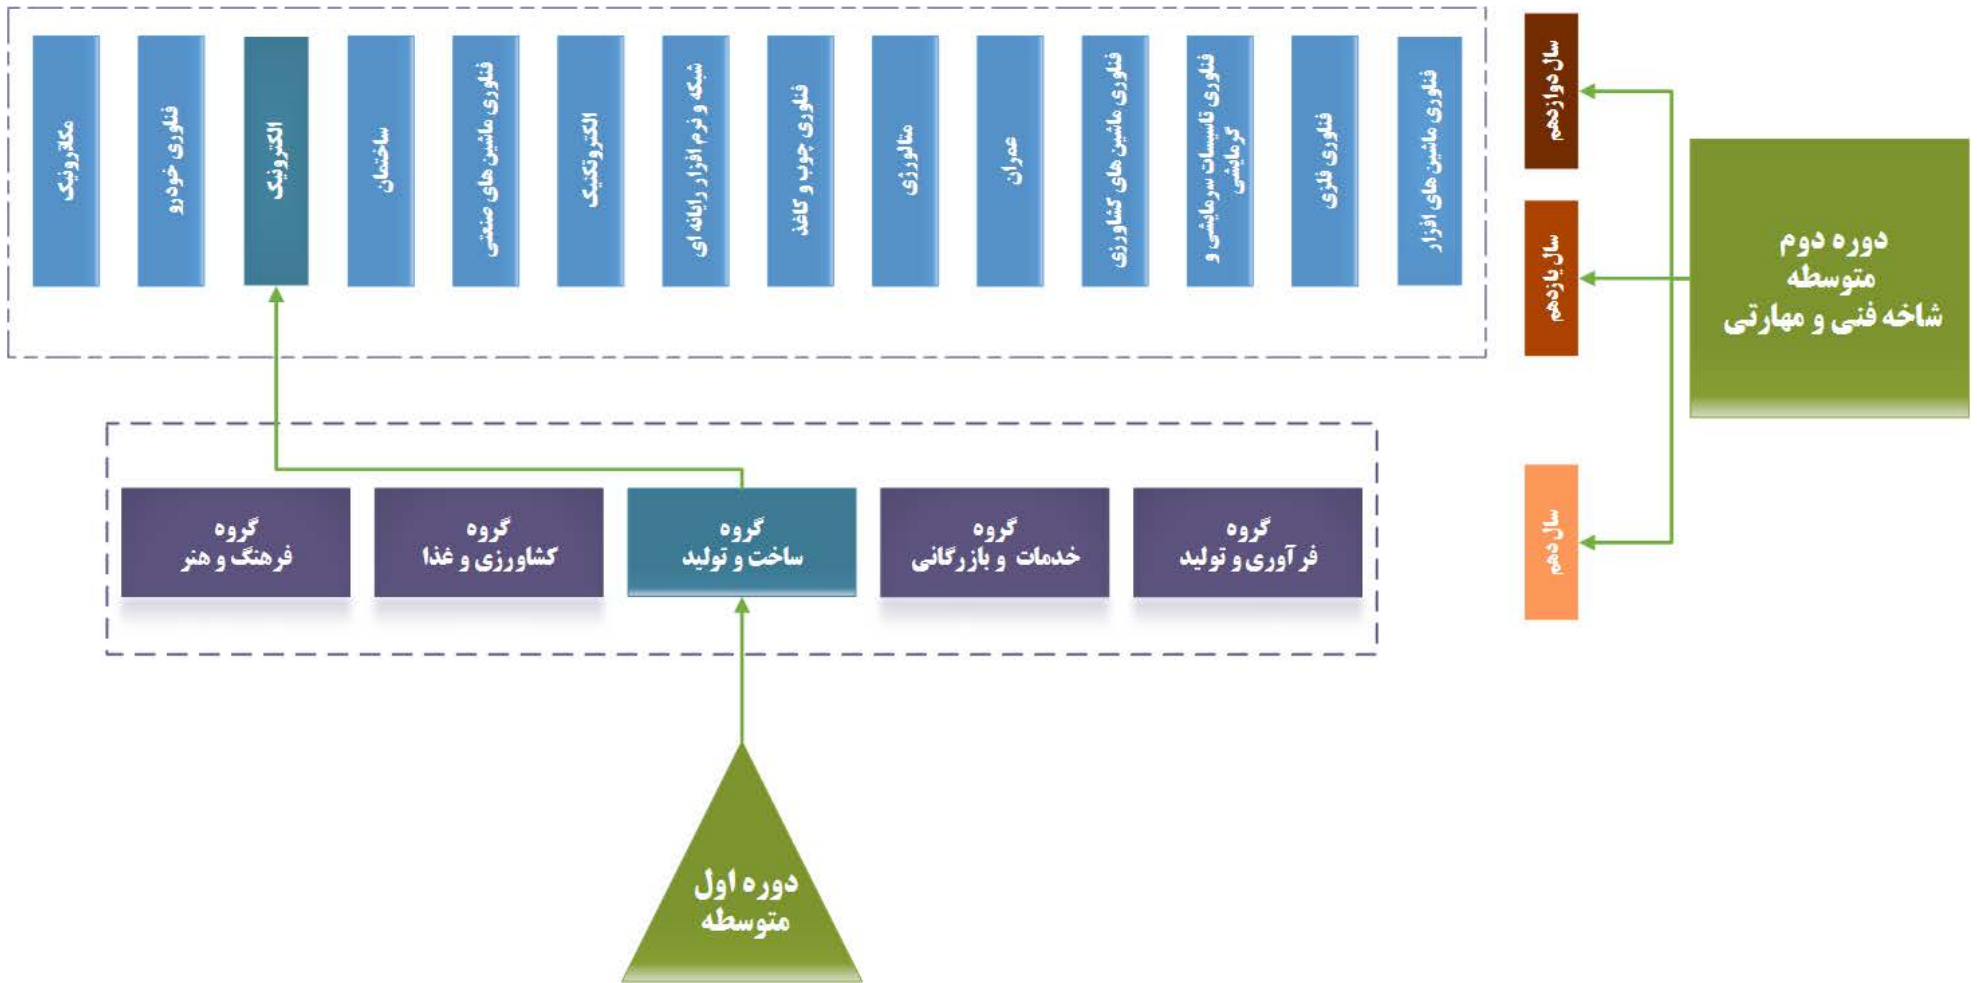 دوره دوم
متوسطه
شاخه فنی و مهارتی
سال دوازدهم
سال یازدهم
سال دهم
فناوری ماشین های افزار
فناوری فلزی
فناوری تاسیسات سرمایشی و
گرمایشی
فناوری ماشین های کشاورزی
عمران
متالورژی
فناوری چوب و کاغذ
شبکه و نرم افزار رایانه ای
الکتروتکنیک
فناوری ماشین های صنعتی
ساختمان
الکترونیک
فناوری خودرو
مکاترونیک
گروه
فرآوری و تولید
گروه
خدمات و بازرگانی
گروه
ساخت و تولید
گروه
کشاورزی و غذا
گروه
فرهنگ و هنر
دوره اول
متوسطه